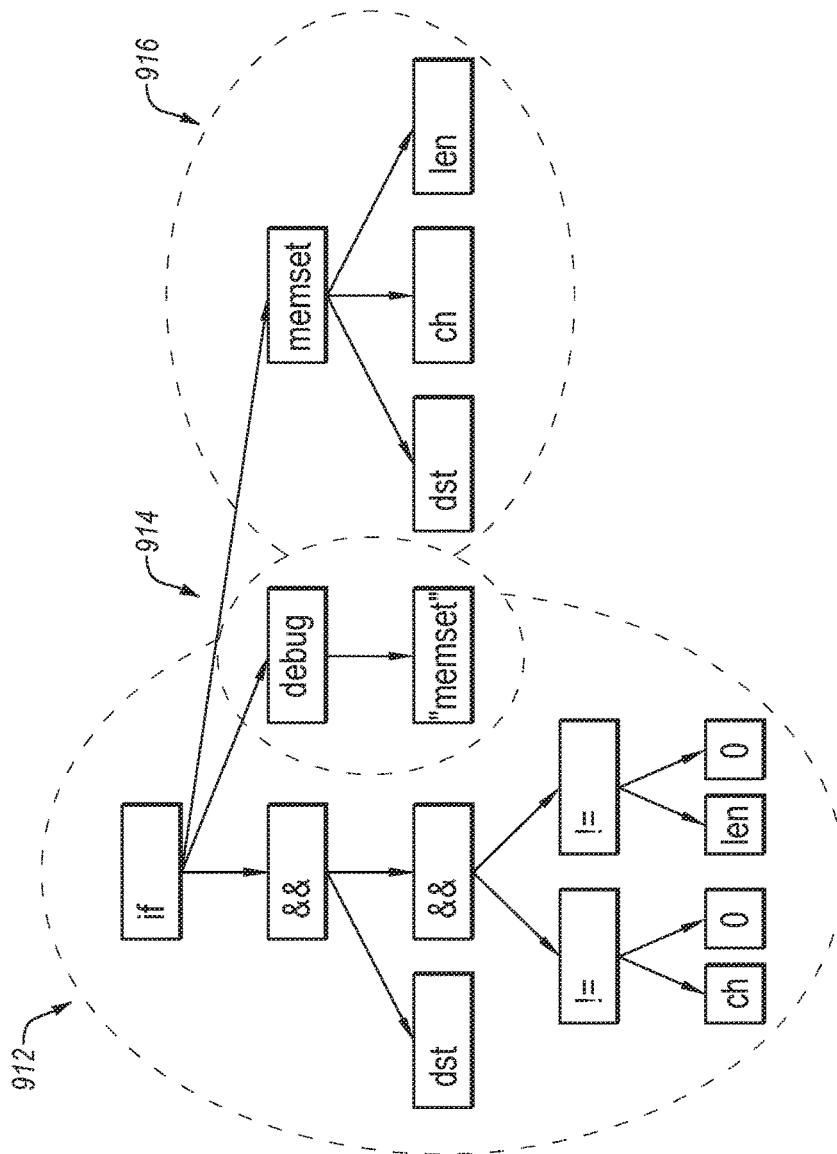 912
914
916
if
&&
debug
memset
dst
&&
"memset"
dst
ch
len
!=
!=
ch
0
len
0